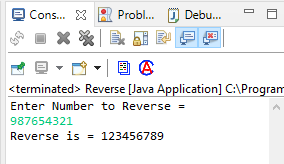 Cons...
Probl...
Debu...
<terminated> Reverse [Java Application] C:\Program
Enter Number to Reverse =
987654321
Reverse is = 123456789